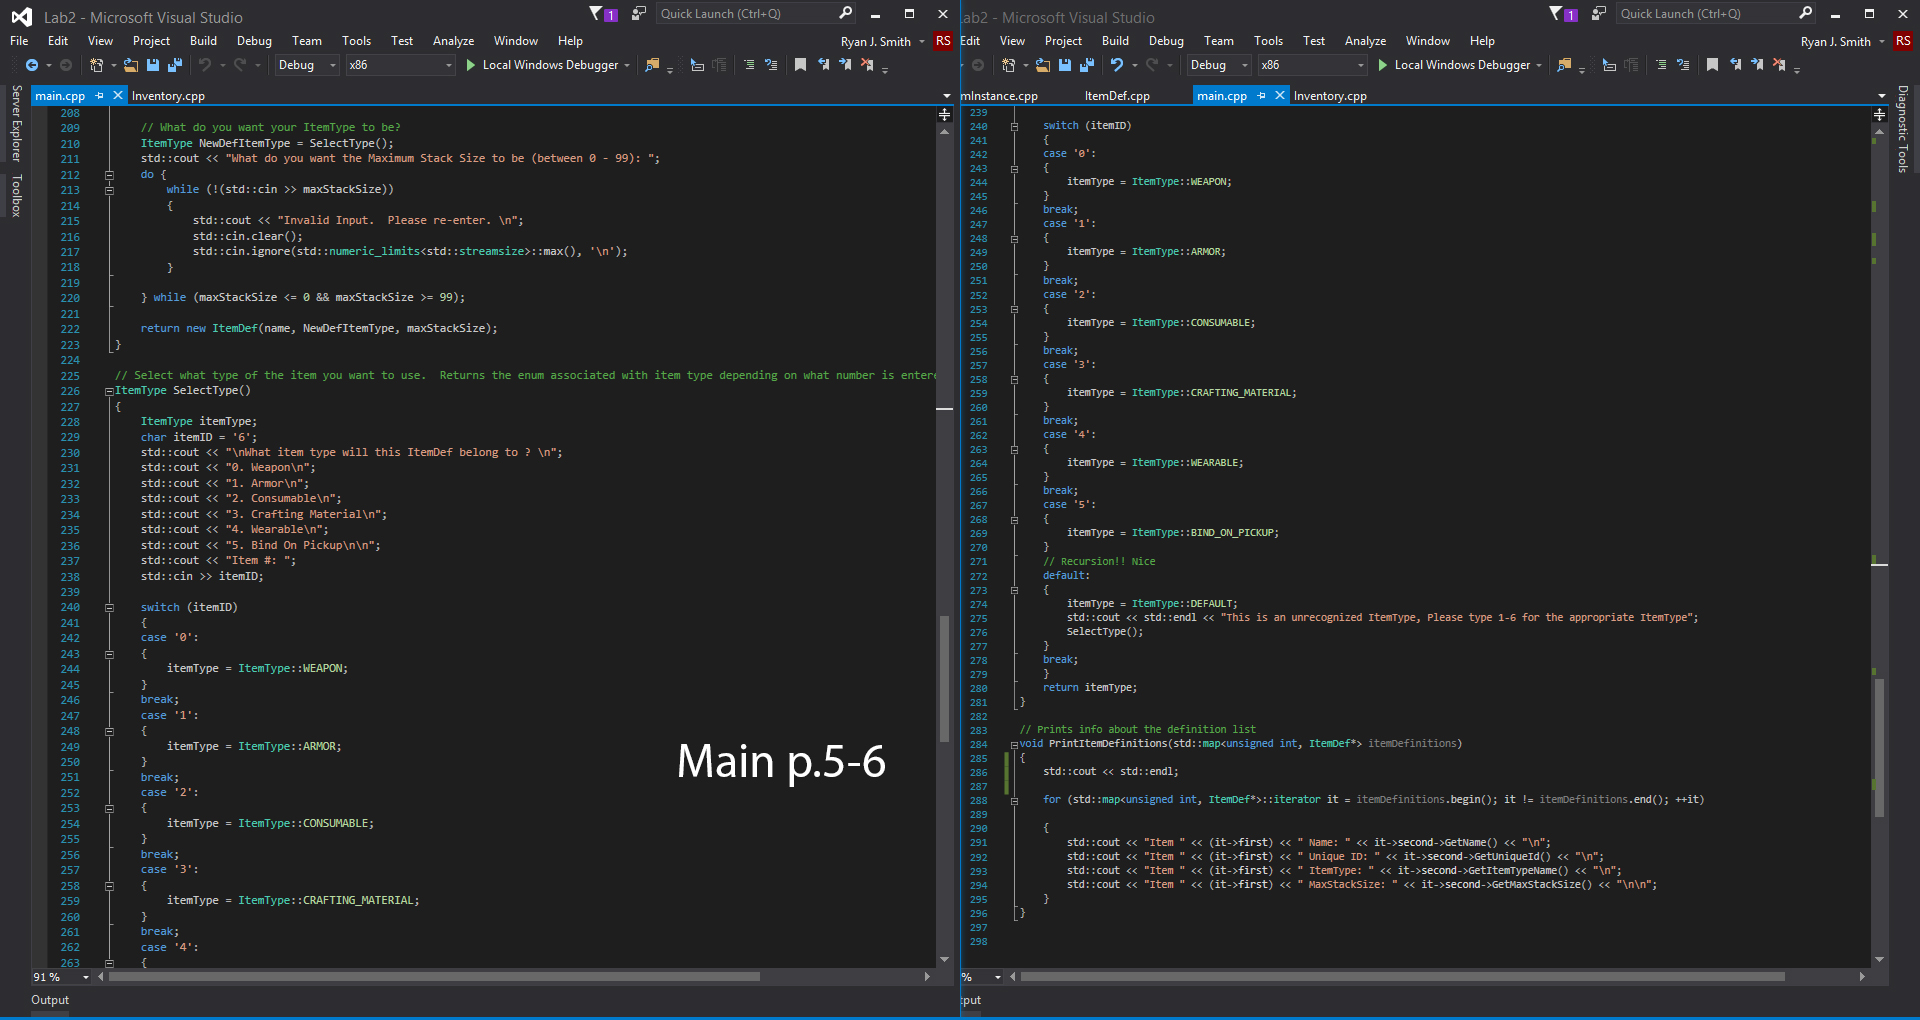 Lab2 - Microsoft Visual Studio
1
Quick Launch (Ctrl+Q)
File Edit View Project Build Debug Team Tools Test Analyze Window Help
Ryan J. Smith RS
Debug x86 Local Windows Debugger
Server Explorer
Toolbox
main.cpp Inventory.cpp
208
209 // What do you want your ItemType to be?
210 ItemType NewDefItemType = SelectType();
211 std::cout << "What do you want the Maximum Stack Size to be (between 0 - 99): ";
212 do {
213 while (!(std::cin >> maxStackSize))
214 {
215 std::cout << "Invalid Input.  Please re-enter. \n";
216 std::cin.clear();
217 std::cin.ignore(std::numeric_limits<std::streamsize>::max(), '\n');
218 }
219
220 } while (maxStackSize <= 0 && maxStackSize >= 99);
221
222 return new ItemDef(name, NewDefItemType, maxStackSize);
223 }
224
225 // Select what type of the item you want to use.  Returns the enum associated with item type depending on what number is entere
226 ItemType SelectType()
227 {
228 ItemType itemType;
229 char itemID = '6';
230 std::cout << "\nWhat item type will this ItemDef belong to ? \n";
231 std::cout << "0. Weapon\n";
232 std::cout << "1. Armor\n";
233 std::cout << "2. Consumable\n";
234 std::cout << "3. Crafting Material\n";
235 std::cout << "4. Wearable\n";
236 std::cout << "5. Bind On Pickup\n\n";
237 std::cout << "Item #: ";
238 std::cin >> itemID;
239
240 switch (itemID)
241 {
242 case '0':
243 {
244 itemType = ItemType::WEAPON;
245 }
246 break;
247 case '1':
248 {
249 itemType = ItemType::ARMOR;
250 }
251 break;
252 case '2':
253 {
254 itemType = ItemType::CONSUMABLE;
255 }
256 break;
257 case '3':
258 {
259 itemType = ItemType::CRAFTING_MATERIAL;
260 }
261 break;
262 case '4':
263 {
Main p.5-6
91 %
Output
Lab2 - Microsoft Visual Studio
1
Quick Launch (Ctrl+Q)
Edit View Project Build Debug Team Tools Test Analyze Window Help
Ryan J. Smith RS
Debug x86 Local Windows Debugger
mInstance.cpp ItemDef.cpp main.cpp Inventory.cpp
Diagnostic Tools
239
240 switch (itemID)
241 {
242 case '0':
243 {
244 itemType = ItemType::WEAPON;
245 }
246 break;
247 case '1':
248 {
249 itemType = ItemType::ARMOR;
250 }
251 break;
252 case '2':
253 {
254 itemType = ItemType::CONSUMABLE;
255 }
256 break;
257 case '3':
258 {
259 itemType = ItemType::CRAFTING_MATERIAL;
260 }
261 break;
262 case '4':
263 {
264 itemType = ItemType::WEARABLE;
265 }
266 break;
267 case '5':
268 {
269 itemType = ItemType::BIND_ON_PICKUP;
270 }
271 // Recursion!! Nice
272 default:
273 {
274 itemType = ItemType::DEFAULT;
275 std::cout << std::endl << "This is an unrecognized ItemType, Please type 1-6 for the appropriate ItemType";
276 SelectType();
277 }
278 break;
279 }
280 return itemType;
281 }
282
283 // Prints info about the definition list
284 void PrintItemDefinitions(std::map<unsigned int, ItemDef*> itemDefinitions)
285 {
286 std::cout << std::endl;
287
288 for (std::map<unsigned int, ItemDef*>::iterator it = itemDefinitions.begin(); it != itemDefinitions.end(); ++it)
289
290 {
291 std::cout << "Item " << (it->first) << " Name: " << it->second->GetName() << "\n";
292 std::cout << "Item " << (it->first) << " Unique ID: " << it->second->GetUniqueId() << "\n";
293 std::cout << "Item " << (it->first) << " ItemType: " << it->second->GetItemTypeName() << "\n";
294 std::cout << "Item " << (it->first) << " MaxStackSize: " << it->second->GetMaxStackSize() << "\n\n";
295 }
296 }
297
298
%
tput